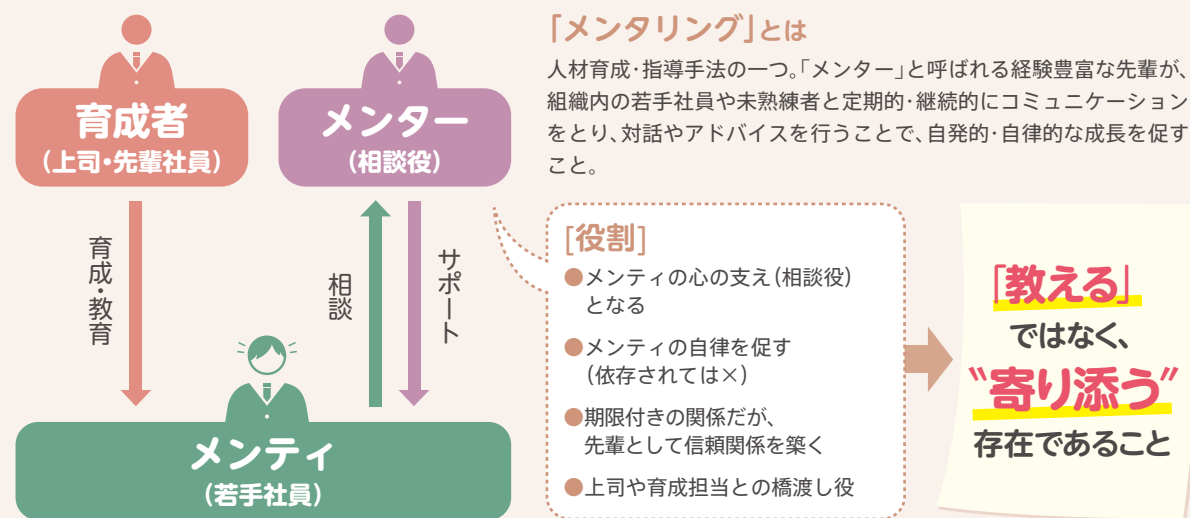 育成者
(上司・先輩社員)
メンター
(相談役)
育成・教育
相談
サポート
メンティ
(若手社員)
「メンタリング」とは
人材育成・指導手法の一つ。「メンター」と呼ばれる経験豊富な先輩が、
組織内の若手社員や未熟練者と定期的・継続的にコミュニケーション
をとり、対話やアドバイスを行うことで、自発的・自律的な成長を促す
こと。
[役割]
●メンティの心の支え(相談役)
となる
●メンティの自律を促す
(依存されては×)
●期限付きの関係だが、
先輩として信頼関係を築く
●上司や育成担当との橋渡し役
「教える」
ではなく、
〝寄り添う〞
存在であること